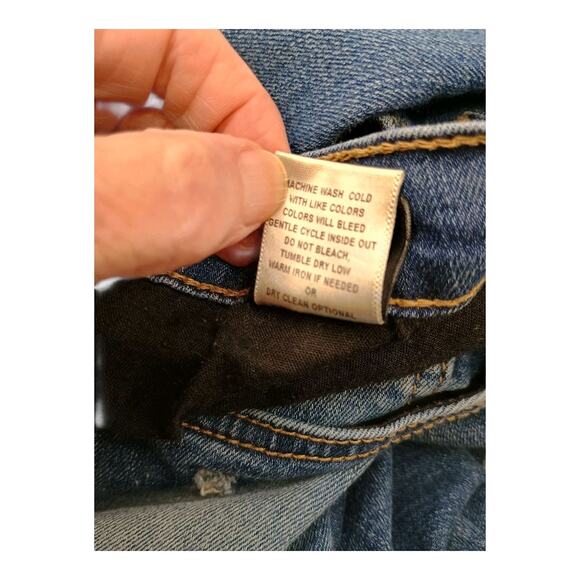 MACHINE WASH COLD
WITH LIKE COLORS
COLORS WILL BLEED
GENTLE CYCLE INSIDE OUT
DO NOT BLEACH,
TUMBLE DRY LOW
WARM IRON IF NEEDED
OR
DRY CLEAN OPTIONAL